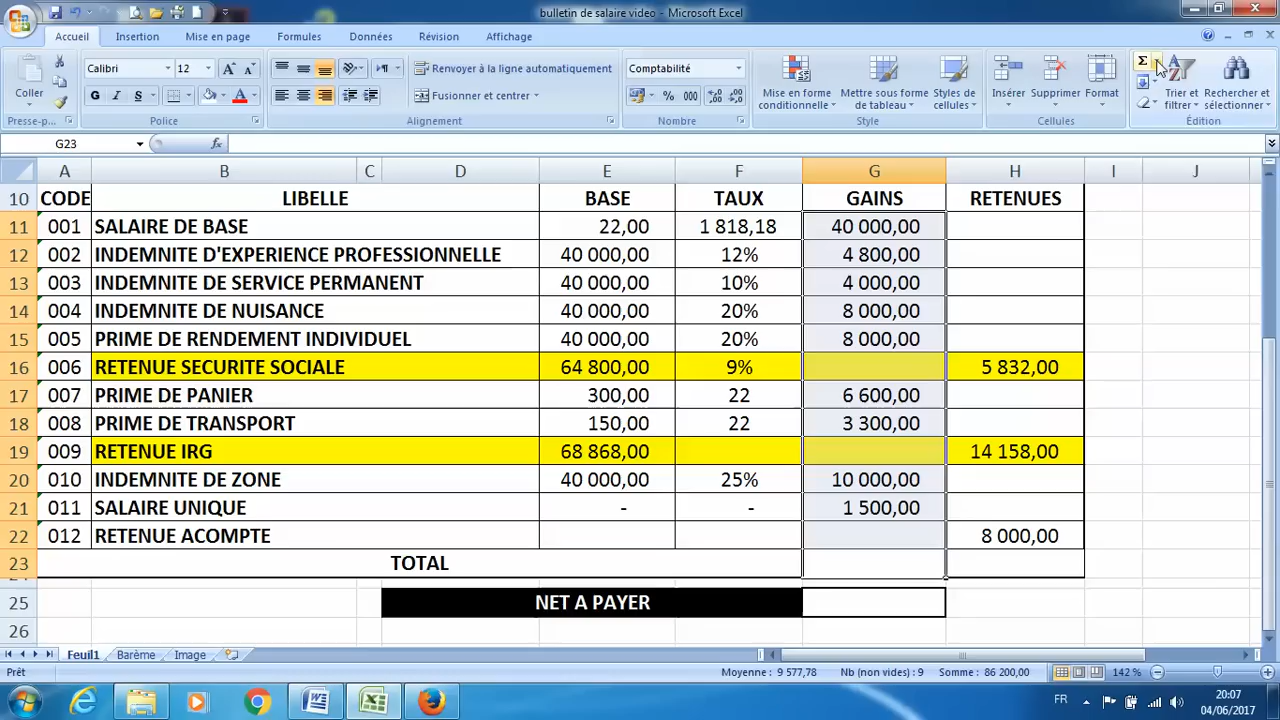 bulletin de salaire video - Microsoft Excel
Accueil Insertion Mise en page Formules Données Révision Affichage
Coller
Calibri 12
Renvoyer à la ligne automatiquement
Comptabilité
G S
Fusionner et centrer
% 000
Mise en forme conditionnelle
Mettre sous forme de tableau
Styles de cellules
Insérer Supprimer Format
Σ
Trier et filtrer
Rechercher et sélectionner
Presse-p... Police Alignement Nombre Style Cellules Édition
G23 fx
A B C D E F G H I J
10 CODE LIBELLE BASE TAUX GAINS RETENUES
11 001 SALAIRE DE BASE 22,00 1 818,18 40 000,00
12 002 INDEMNITE D'EXPERIENCE PROFESSIONNELLE 40 000,00 12% 4 800,00
13 003 INDEMNITE DE SERVICE PERMANENT 40 000,00 10% 4 000,00
14 004 INDEMNITE DE NUISANCE 40 000,00 20% 8 000,00
15 005 PRIME DE RENDEMENT INDIVIDUEL 40 000,00 20% 8 000,00
16 006 RETENUE SECURITE SOCIALE 64 800,00 9% 5 832,00
17 007 PRIME DE PANIER 300,00 22 6 600,00
18 008 PRIME DE TRANSPORT 150,00 22 3 300,00
19 009 RETENUE IRG 68 868,00 14 158,00
20 010 INDEMNITE DE ZONE 40 000,00 25% 10 000,00
21 011 SALAIRE UNIQUE - - 1 500,00
22 012 RETENUE ACOMPTE 8 000,00
23 TOTAL
25 NET A PAYER
26
Feuil1 Barème Image
Prêt Moyenne : 9 577,78 Nb (non vides) : 9 Somme : 86 200,00 142 %
FR 20:07
04/06/2017